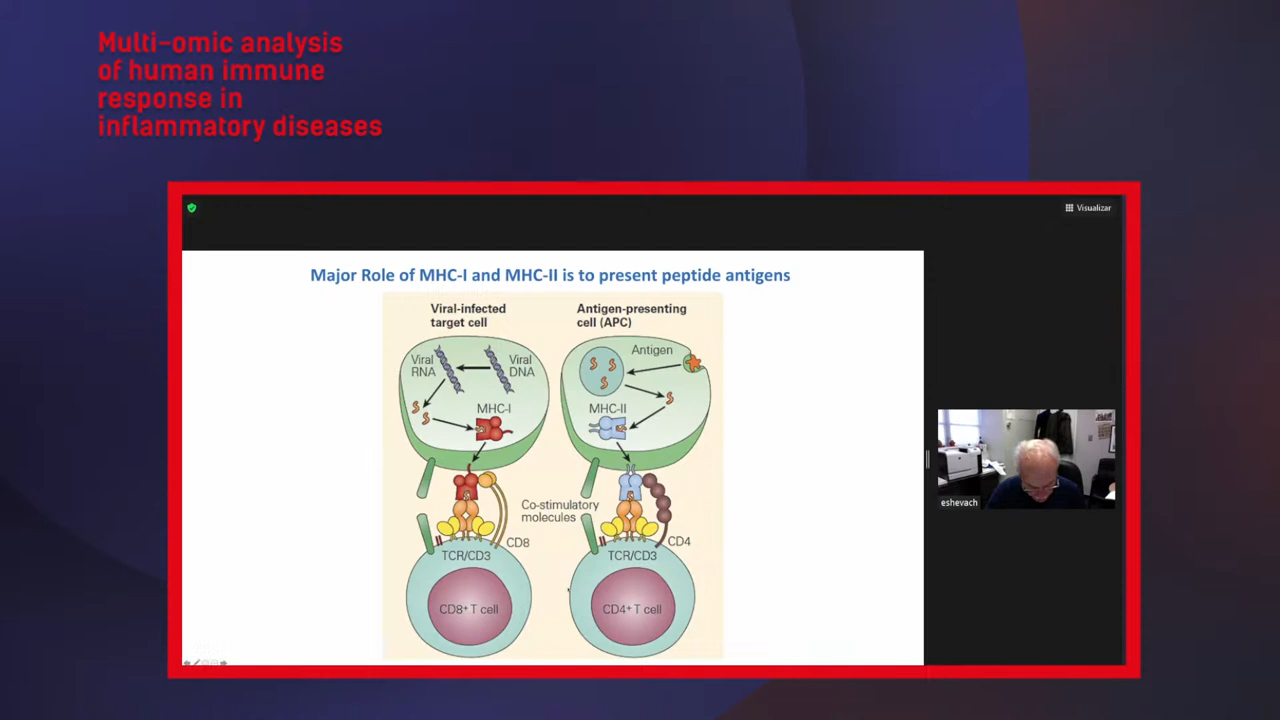 Multi-omic analysis
of human immune
response in
inflammatory diseases
Visualizar
Major Role of MHC-I and MHC-II is to present peptide antigens
Viral-infected
target cell
Antigen-presenting
cell (APC)
Viral
RNA
Viral
DNA
Antigen
MHC-I
MHC-II
Co-stimulatory
molecules
CD8
CD4
TCR/CD3
TCR/CD3
CD8+ T cell
CD4+ T cell
eshevach